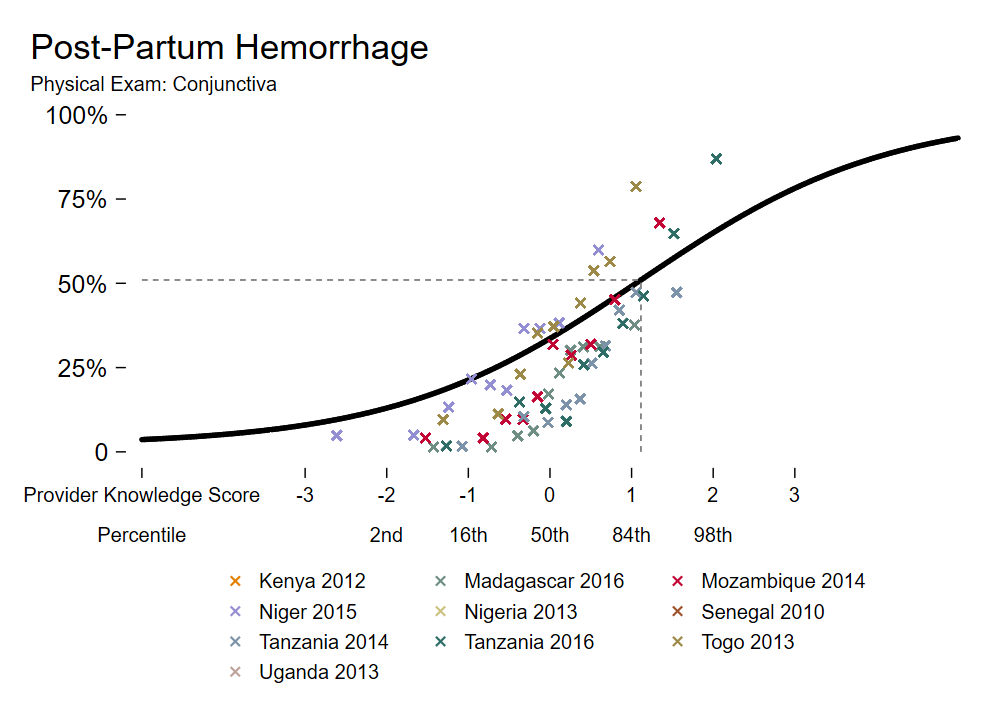 Post-Partum Hemorrhage
Physical Exam: Conjunctiva
100%
75%
50%
25%
0
Provider Knowledge Score -3 -2 -1 0 1 2 3
Percentile 2nd 16th 50th 84th 98th
Kenya 2012 Madagascar 2016 Mozambique 2014
Niger 2015 Nigeria 2013 Senegal 2010
Tanzania 2014 Tanzania 2016 Togo 2013
Uganda 2013